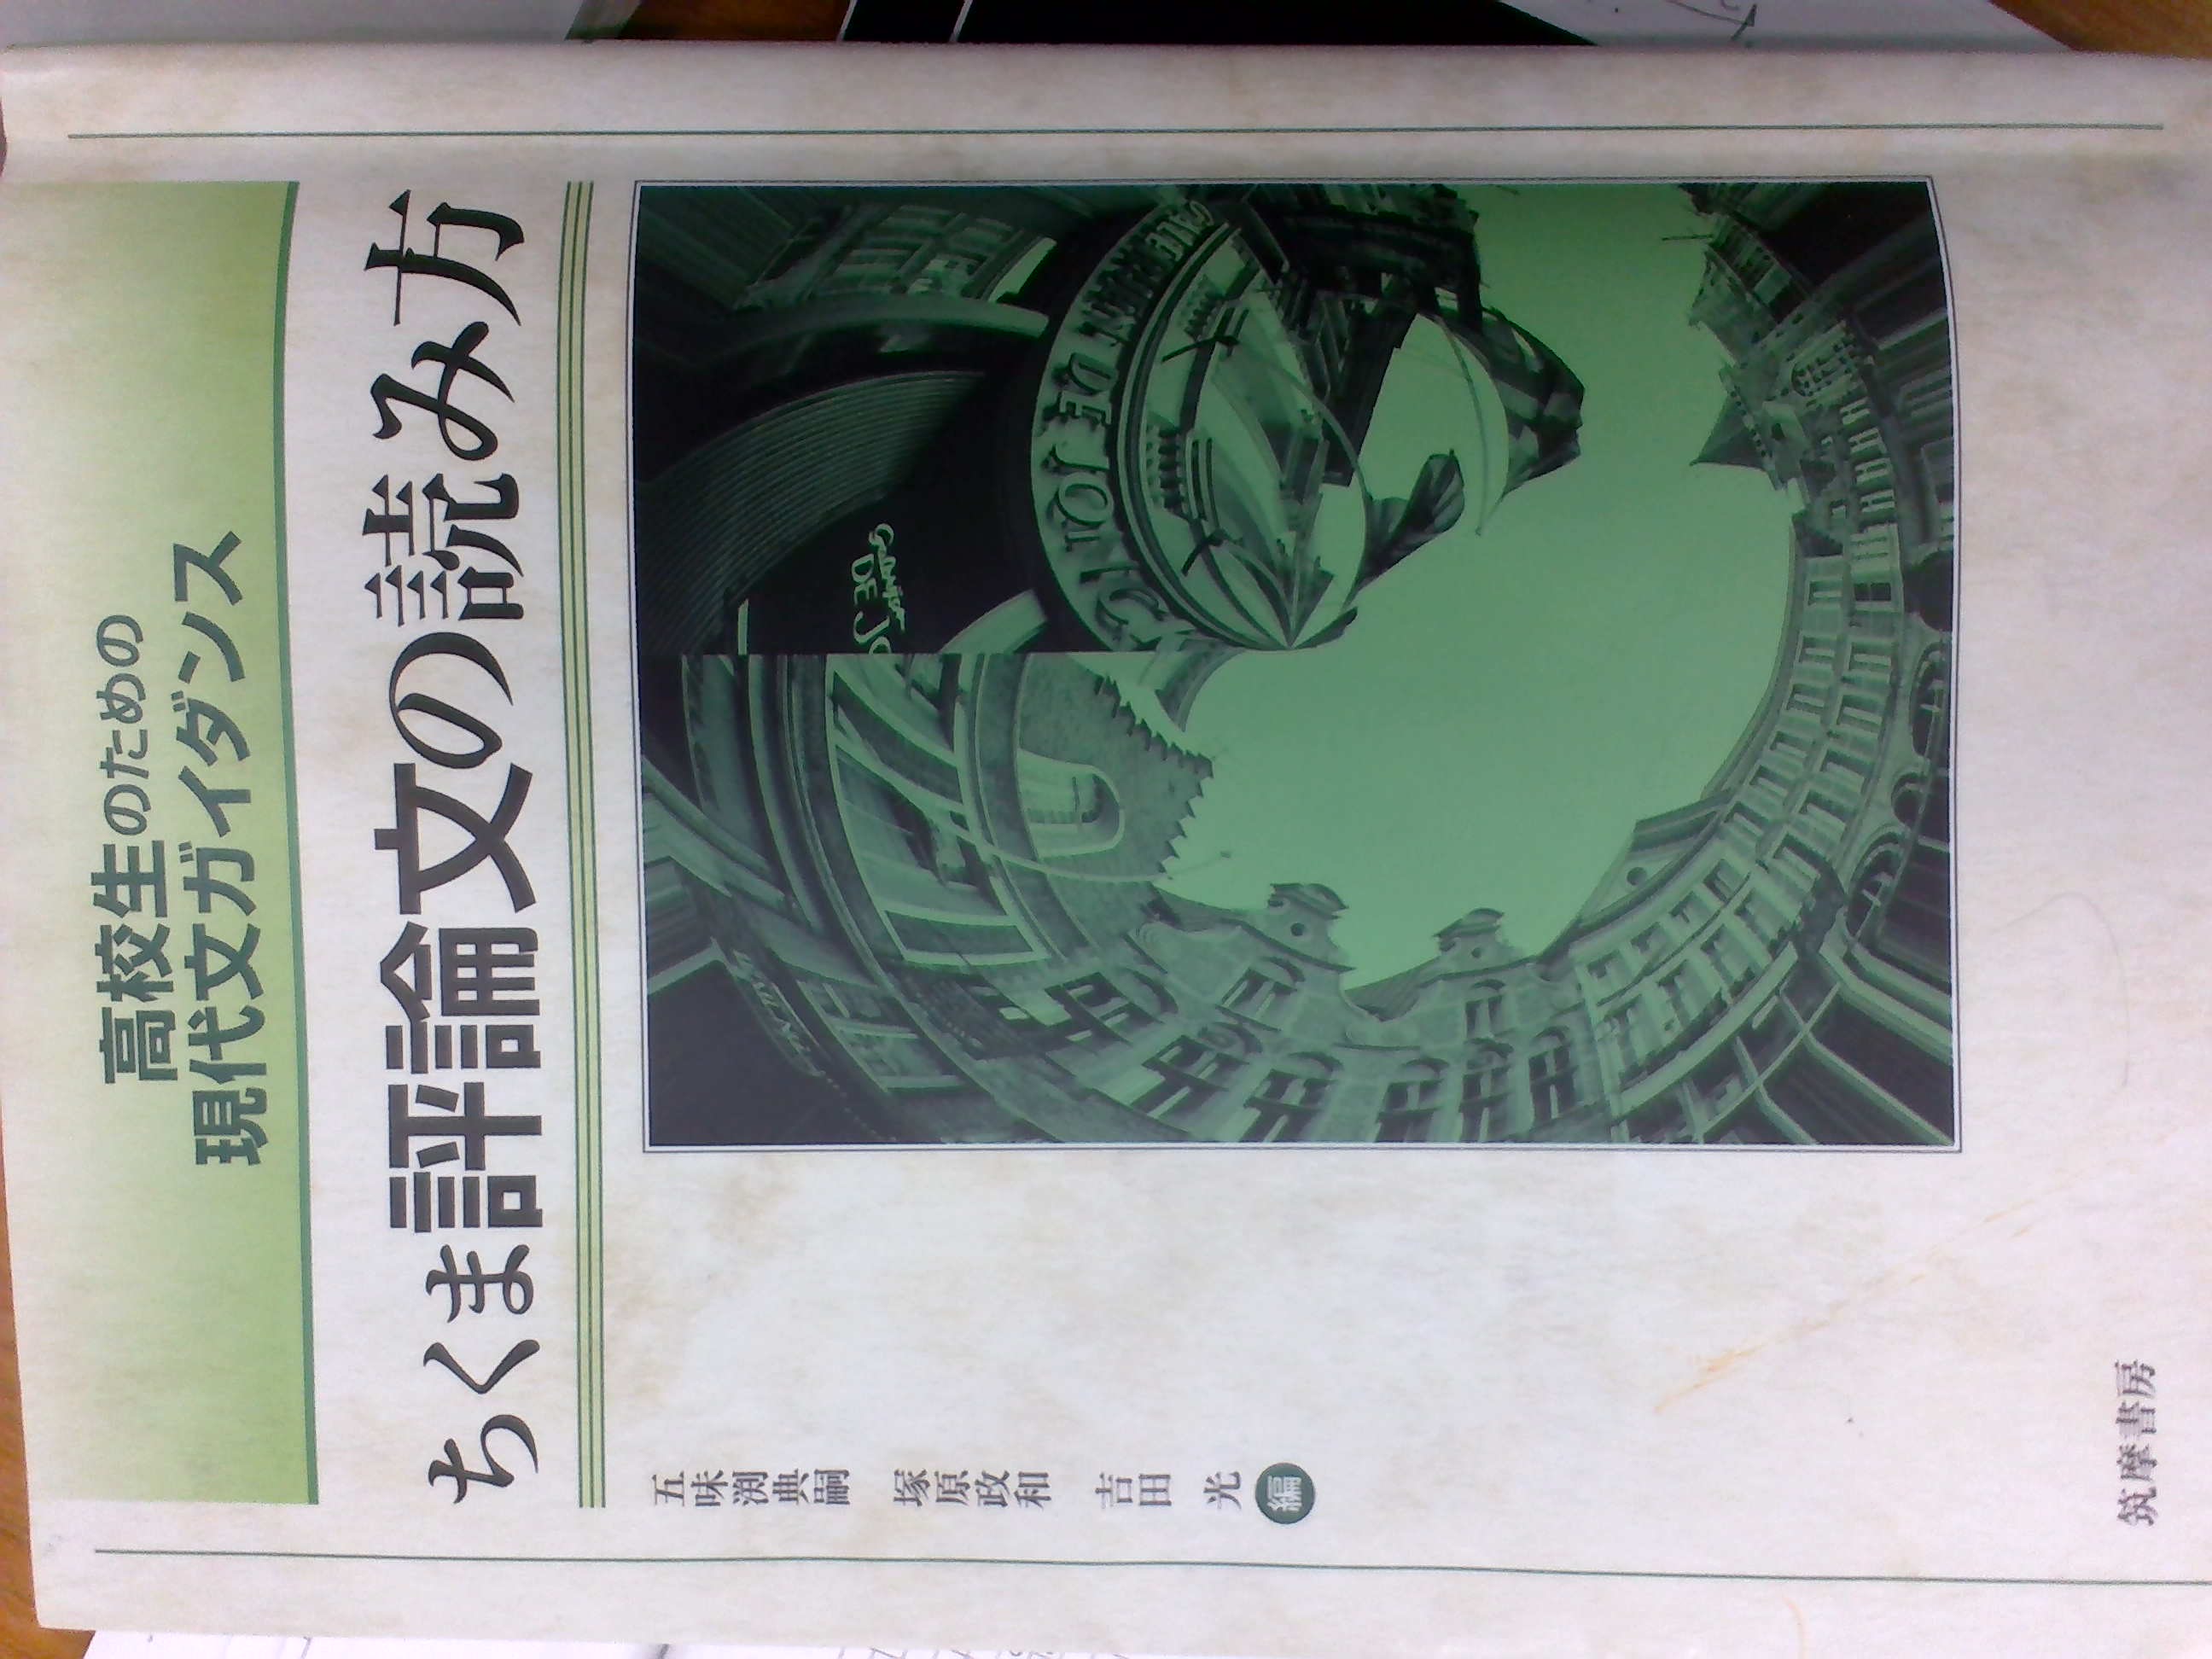 高校生のための
現代文ガイダンス
ちくま評論文の読み方
五味渕典嗣 塚原政和 吉田 光 編
DE JO
筑摩書房